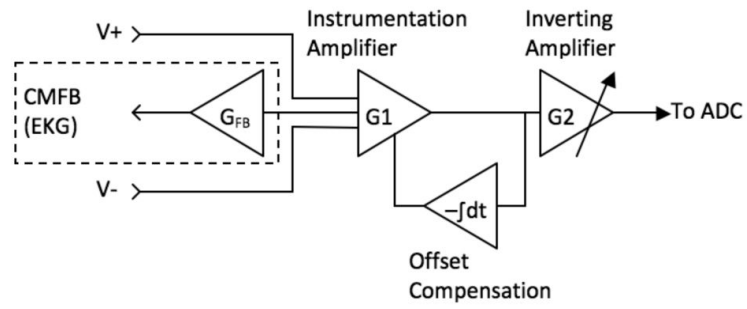 Instrumentation
Amplifier
Inverting
Amplifier
V+
CMFB
(EKG)
GFB
G1
G2
To ADC
V-
–∫dt
Offset
Compensation